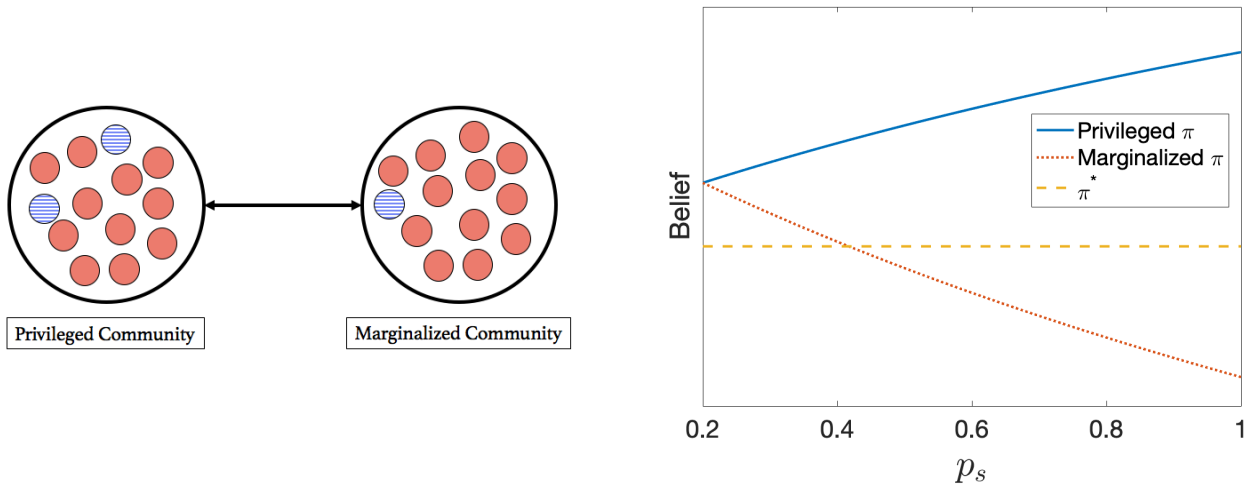 Privileged Community
Marginalized Community
Belief
Privileged π
Marginalized π
π*
0.2 0.4 0.6 0.8 1
p_s